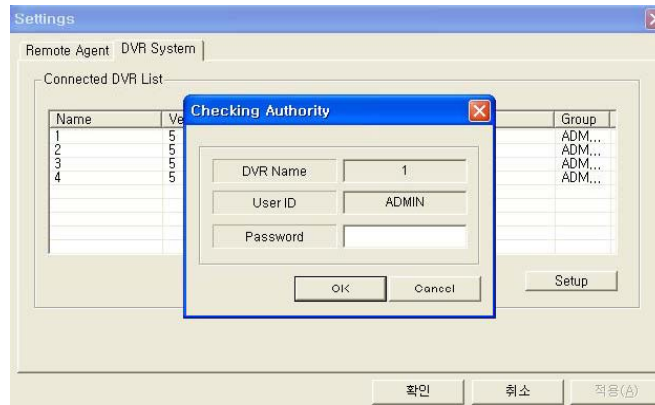 Settings
Remote Agent DVR System
Connected DVR List
Name Ve Group
1 5 ADM...
2 5 ADM...
3 5 ADM...
4 5 ADM...
Checking Authority
DVR Name 1
User ID ADMIN
Password
OK Cancel
Setup
확인 취소 적용(A)